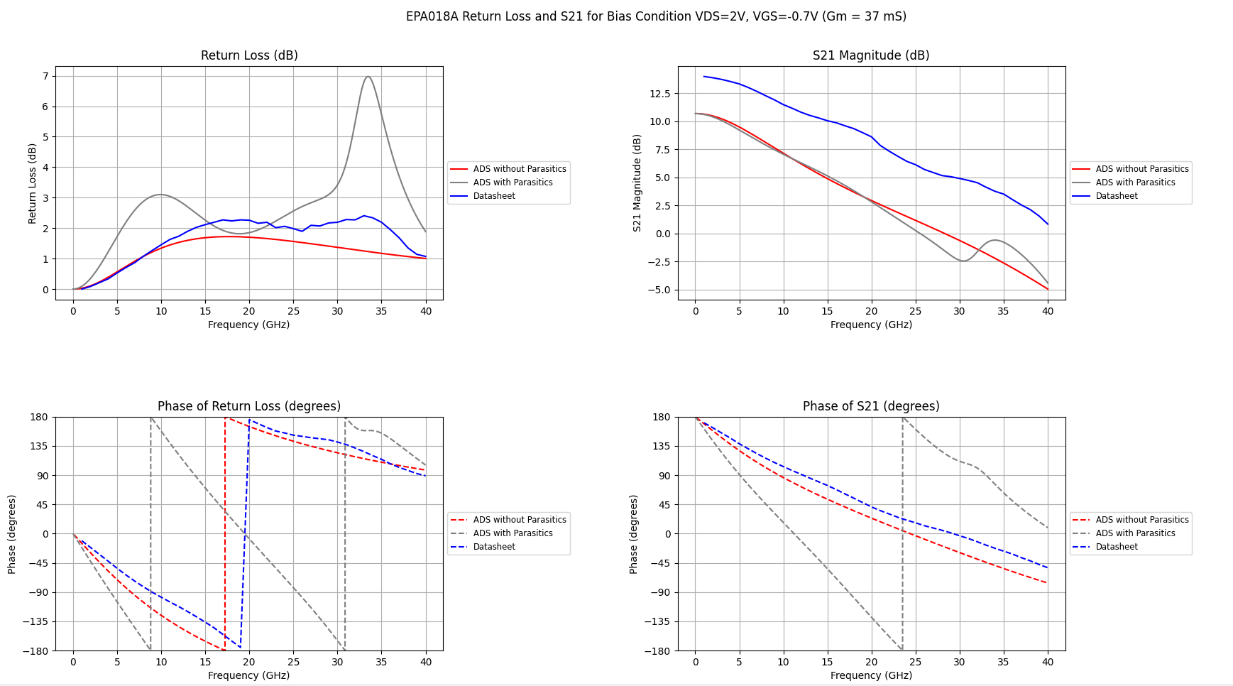 EPA018A Return Loss and S21 for Bias Condition VDS=2V, VGS=-0.7V (Gm = 37 mS)
Return Loss (dB)
7
6
5
4
3
2
1
0
Return Loss (dB)
0 5 10 15 20 25 30 35 40
Frequency (GHz)
ADS without Parasitics
ADS with Parasitics
Datasheet
S21 Magnitude (dB)
12.5
10.0
7.5
5.0
2.5
0.0
−2.5
−5.0
S21 Magnitude (dB)
0 5 10 15 20 25 30 35 40
Frequency (GHz)
ADS without Parasitics
ADS with Parasitics
Datasheet
Phase of Return Loss (degrees)
180
135
90
45
0
−45
−90
−135
−180
Phase (degrees)
0 5 10 15 20 25 30 35 40
Frequency (GHz)
ADS without Parasitics
ADS with Parasitics
Datasheet
Phase of S21 (degrees)
180
135
90
45
0
−45
−90
−135
−180
Phase (degrees)
0 5 10 15 20 25 30 35 40
Frequency (GHz)
ADS without Parasitics
ADS with Parasitics
Datasheet